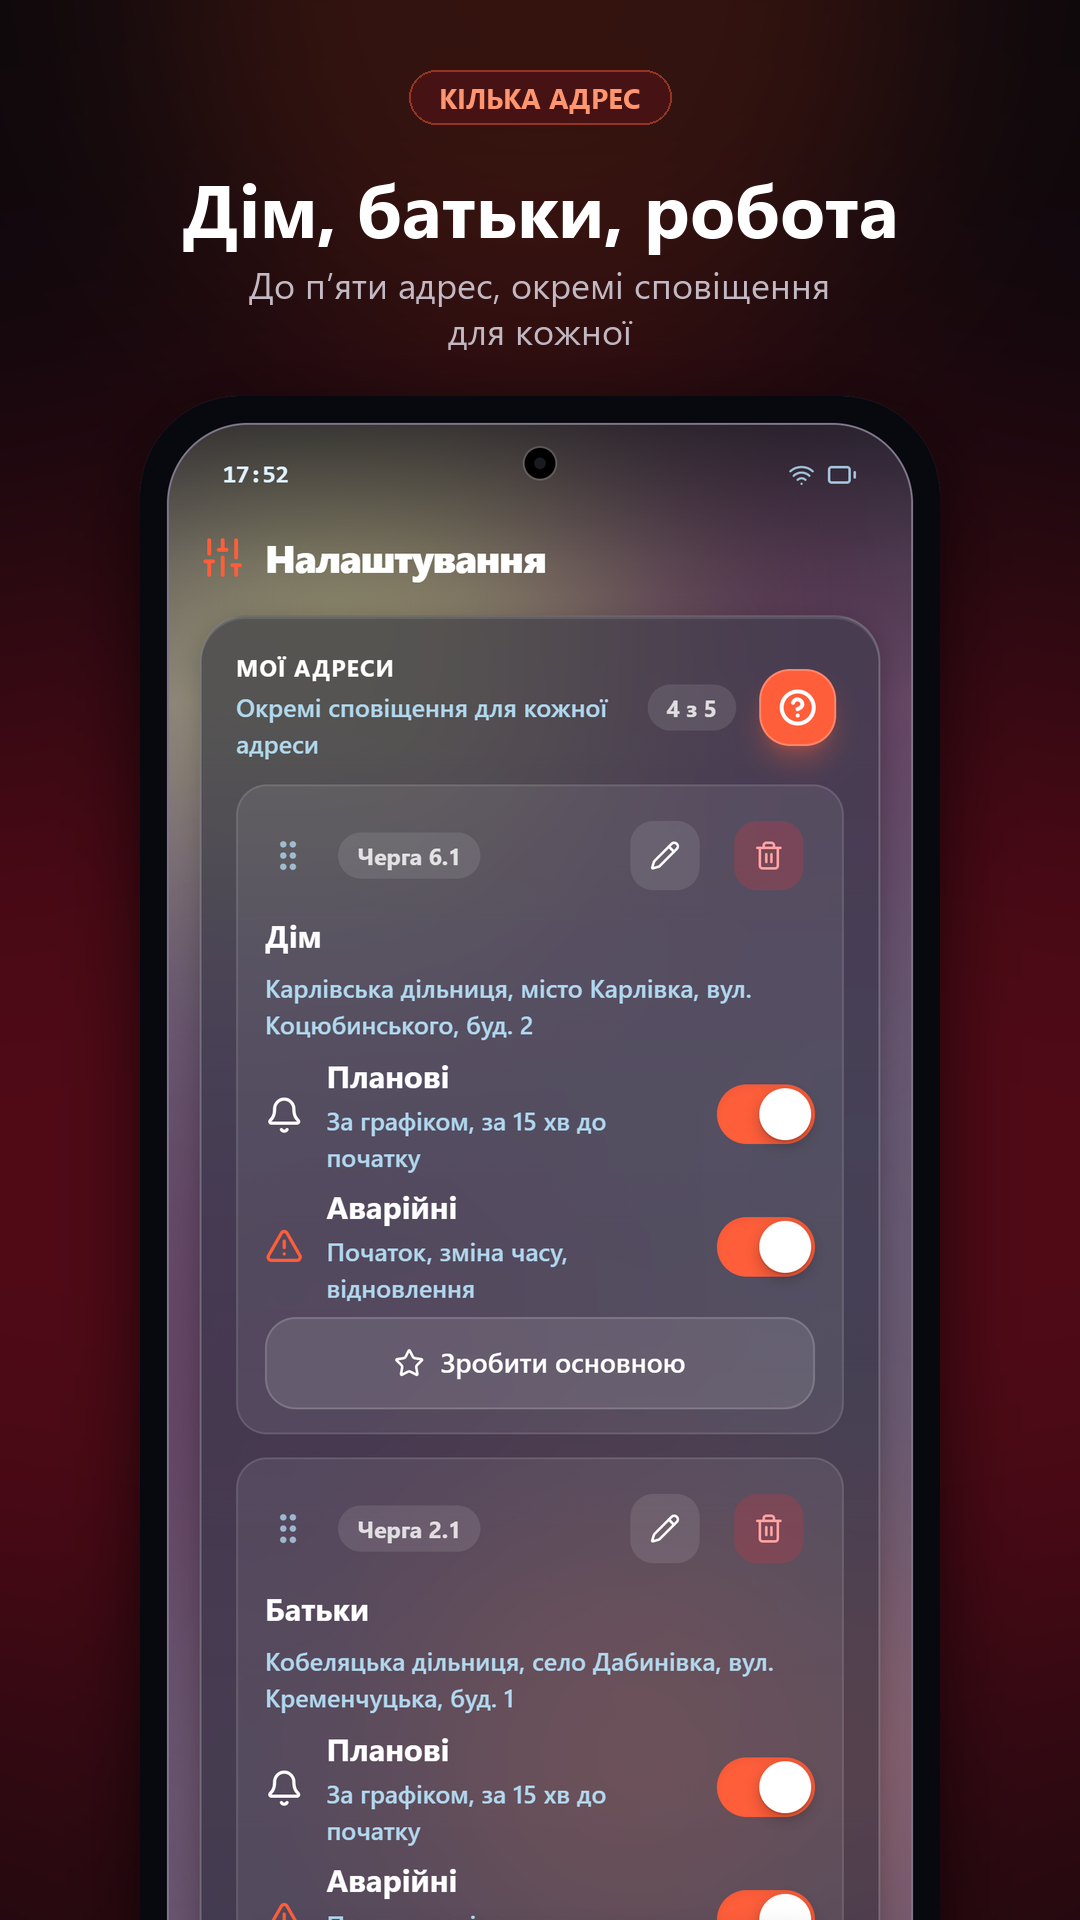 КІЛЬКА АДРЕС
Дім, батьки, робота
До п’яти адрес, окремі сповіщення
для кожної
17:52
Налаштування
МОЇ АДРЕСИ
Окремі сповіщення для кожної
адреси
4 з 5
Черга 6.1
Дім
Карлівська дільниця, місто Карлівка, вул.
Коцюбинського, буд. 2
Планові
За графіком, за 15 хв до
початку
Аварійні
Початок, зміна часу,
відновлення
Зробити основною
Черга 2.1
Батьки
Кобеляцька дільниця, село Дабинівка, вул.
Кременчуцька, буд. 1
Планові
За графіком, за 15 хв до
початку
Аварійні